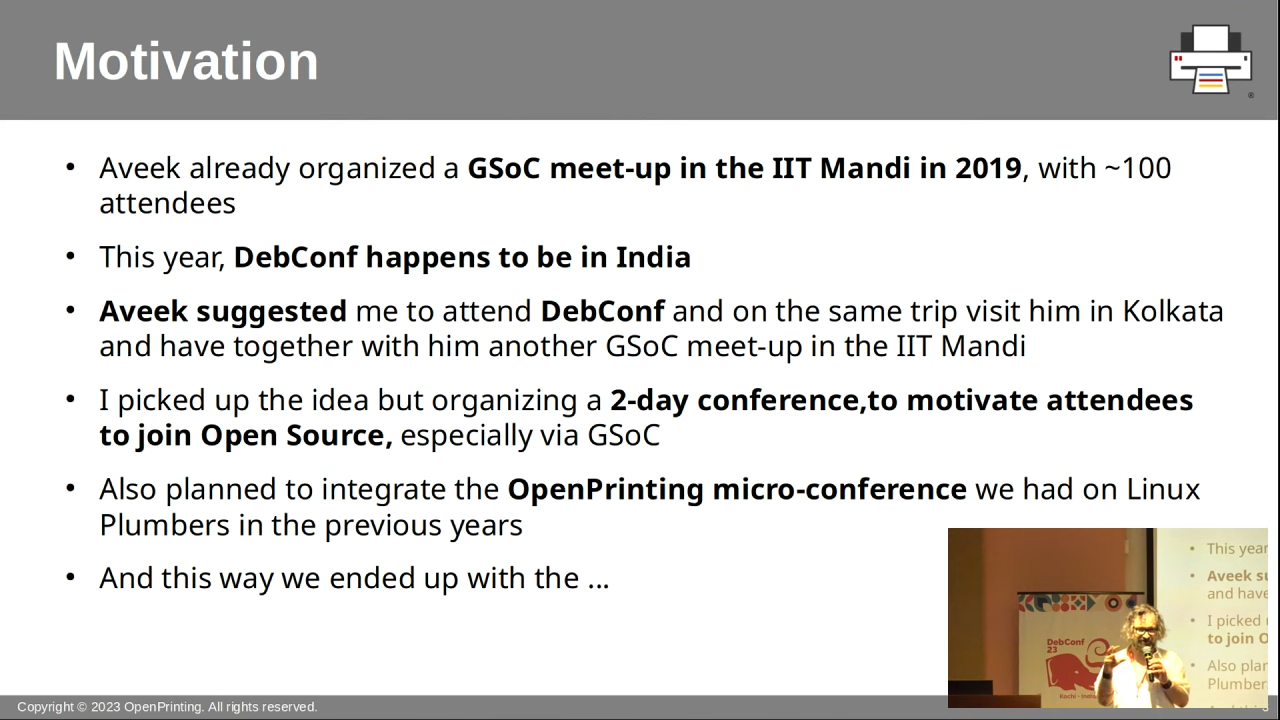 Motivation
®
• Aveek already organized a GSoC meet-up in the IIT Mandi in 2019, with ~100
attendees
• This year, DebConf happens to be in India
• Aveek suggested me to attend DebConf and on the same trip visit him in Kolkata
and have together with him another GSoC meet-up in the IIT Mandi
• I picked up the idea but organizing a 2-day conference,to motivate attendees
to join Open Source, especially via GSoC
• Also planned to integrate the OpenPrinting micro-conference we had on Linux
Plumbers in the previous years
• And this way we ended up with the ...
• This year
• Aveek su
and have
• I picked
to join O
• Also plan
Plumber
DebConf
23
Kochi - India
Copyright © 2023 OpenPrinting. All rights reserved.